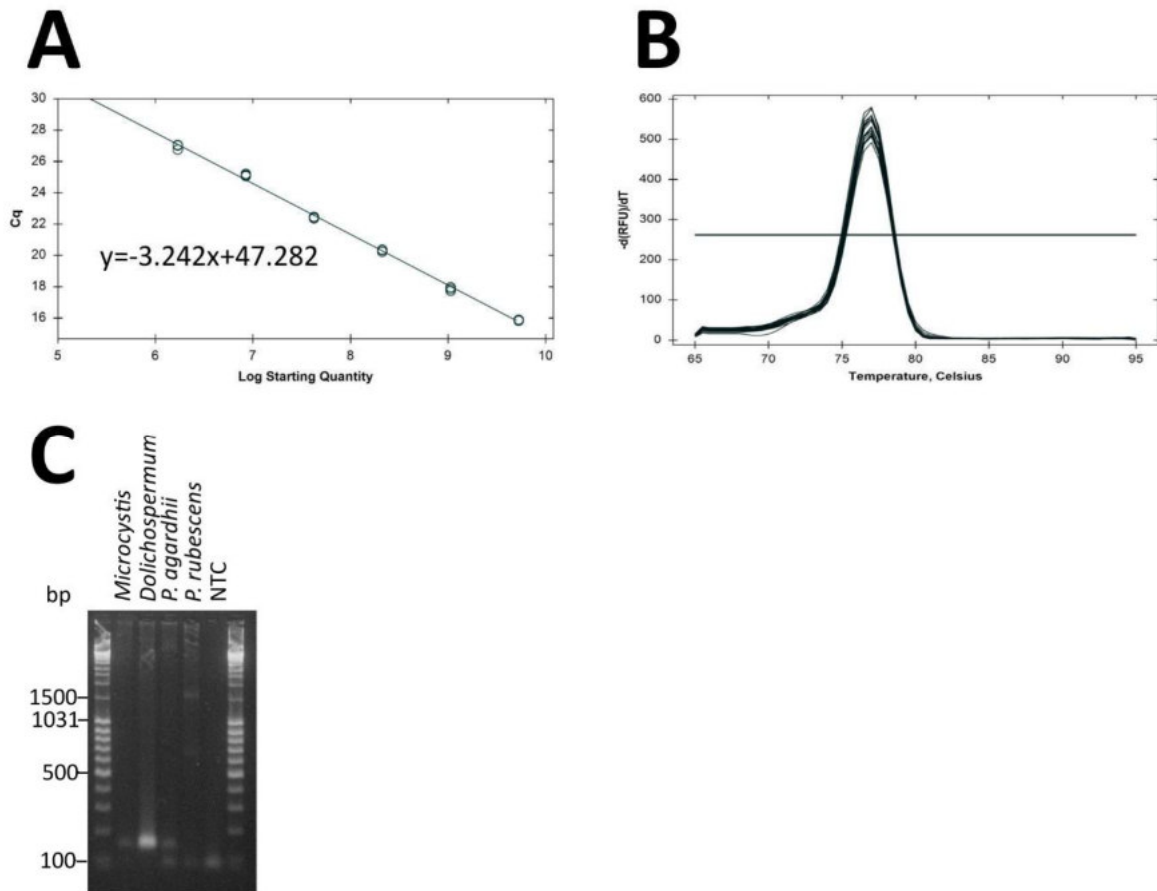 A
30
28
26
24
22
20
18
16
Cq
y=-3.242x+47.282
5 6 7 8 9 10
Log Starting Quantity
B
600
500
400
300
200
100
0
-d(RFU)/dT
65 70 75 80 85 90 95
Temperature, Celsius
C
bp
Microcystis
Dolichospermum
P. agardhii
P. rubescens
NTC
1500
1031
500
100